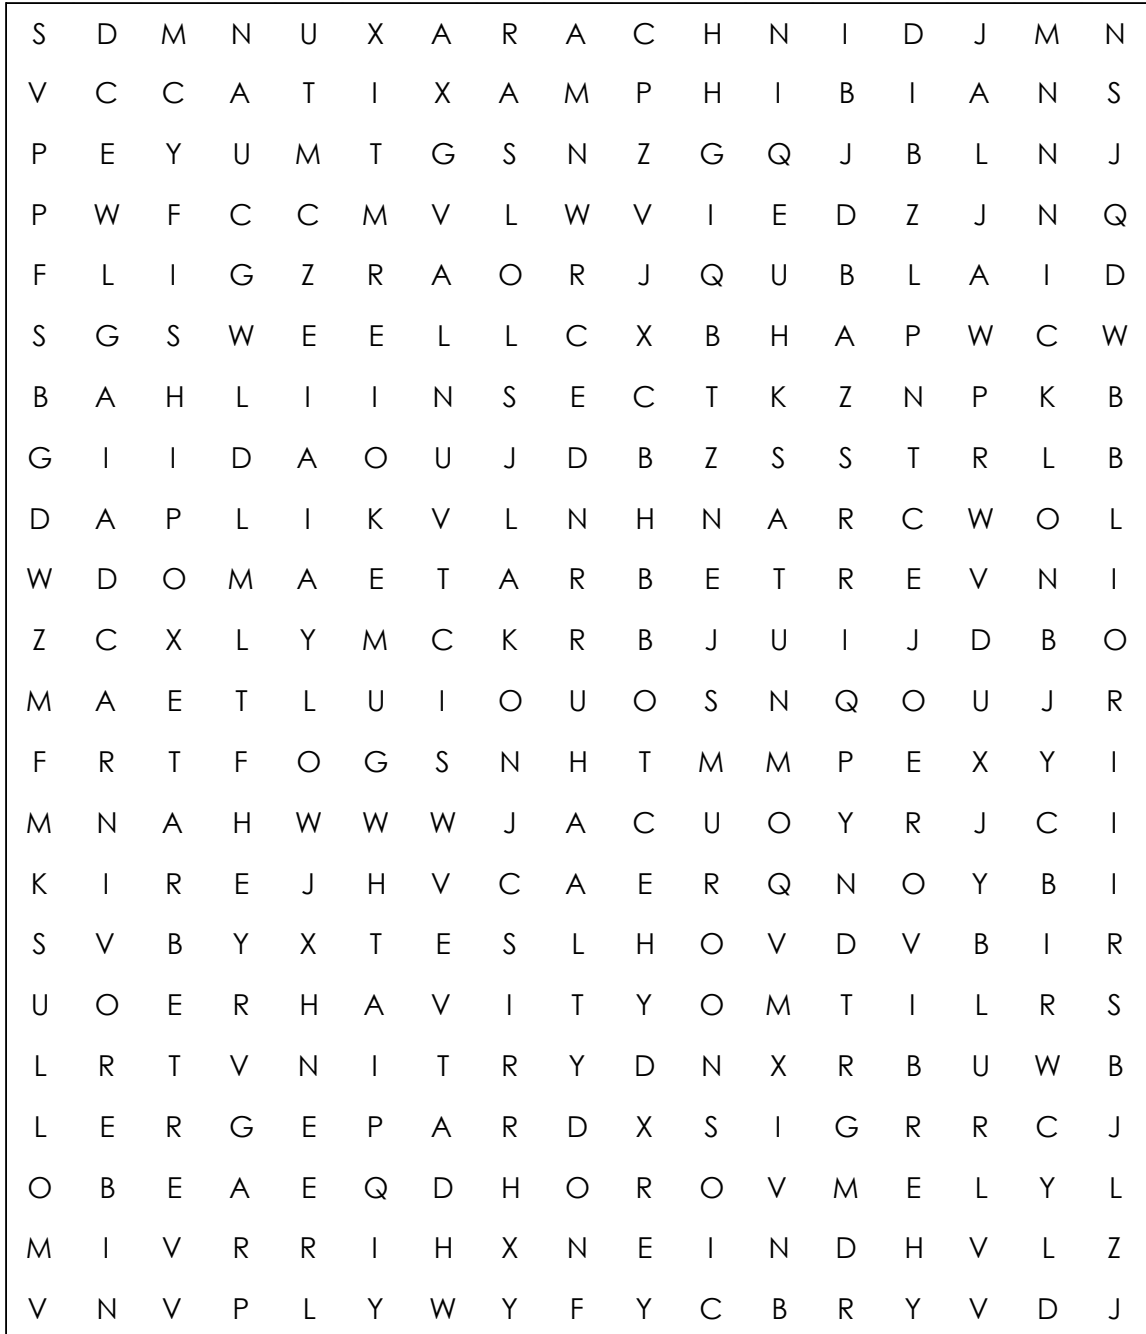 S D M N U X A R A C H N I D J M N
V C C A T I X A M P H I B I A N S
P E Y U M T G S N Z G Q J B L N J
P W F C C M V L W V I E D Z J N Q
F L I G Z R A O R J Q U B L A I D
S G S W E E L L C X B H A P W C W
B A H L I I N S E C T K Z N P K B
G I I D A O U J D B Z S S T R L B
D A P L I K V L N H N A R C W O L
W D O M A E T A R B E T R E V N I
Z C X L Y M C K R B J U I J D B O
M A E T L U I O U O S N Q O U J R
F R T F O G S N H T M M P E X Y I
M N A H W W W J A C U O Y R J C I
K I R E J H V C A E R Q N O Y B I
S V B Y X T E S L H O V D V B I R
U O E R H A V I T Y O M T I L R S
L R T V N I T R Y D N X R B U W B
L E R G E P A R D X S I G R R C J
O B E A E Q D H O R O V M E L Y L
M I V R R I H X N E I N D H V L Z
V N V P L Y W Y F Y C B R Y V D J